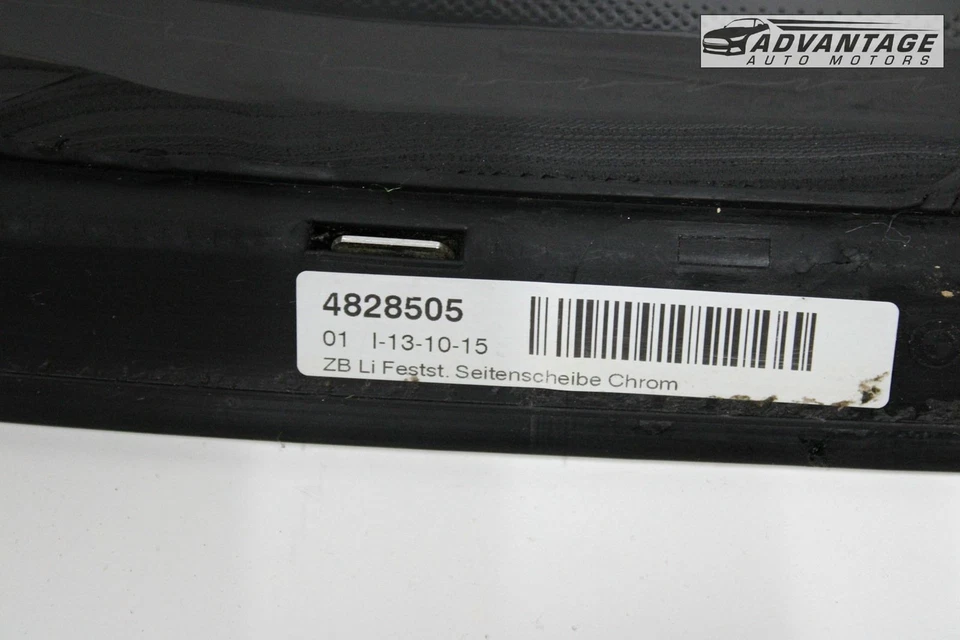 ADVANTAGE
AUTO MOTORS
4828505
01 I-13-10-15
ZB Li Festst. Seitenscheibe Chrom